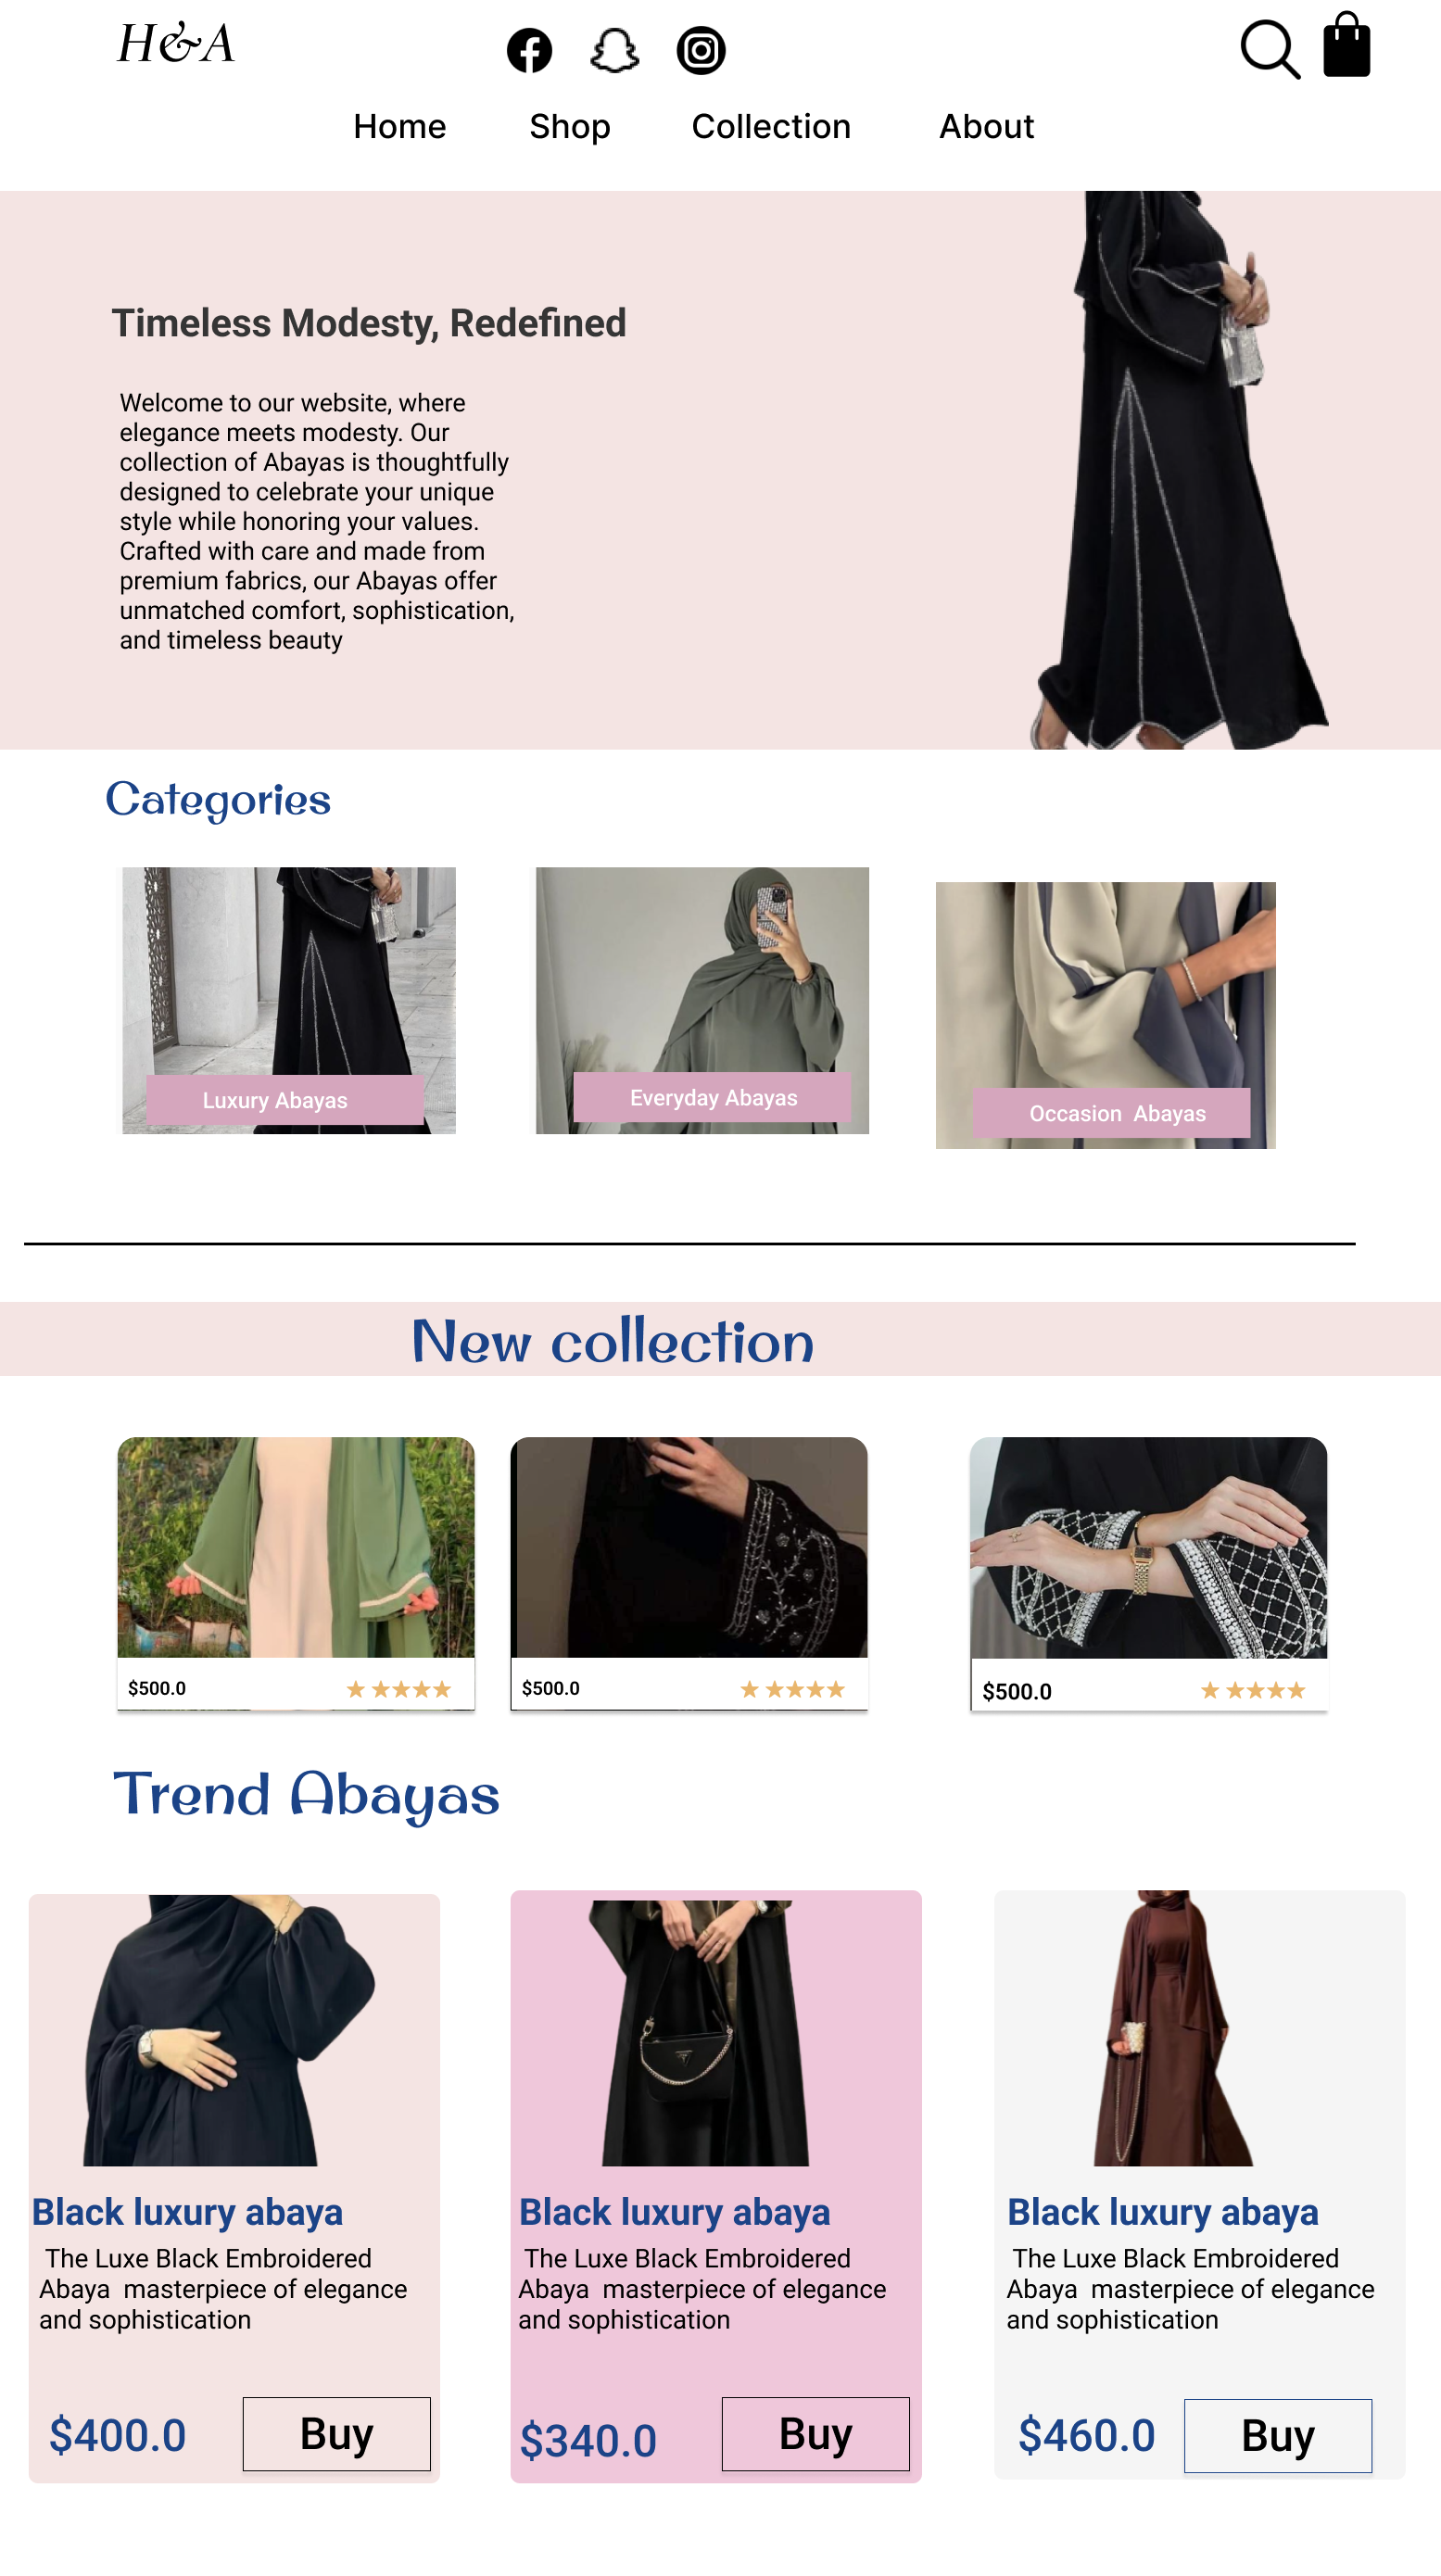 H&A
Home Shop Collection About
Timeless Modesty, Redefined
Welcome to our website, where
elegance meets modesty. Our
collection of Abayas is thoughtfully
designed to celebrate your unique
style while honoring your values.
Crafted with care and made from
premium fabrics, our Abayas offer
unmatched comfort, sophistication,
and timeless beauty
Categories
Luxury Abayas
Everyday Abayas
Occasion Abayas
New collection
$500.0
$500.0
$500.0
Trend Abayas
Black luxury abaya
The Luxe Black Embroidered
Abaya masterpiece of elegance
and sophistication
$400.0 Buy
Black luxury abaya
The Luxe Black Embroidered
Abaya masterpiece of elegance
and sophistication
$340.0 Buy
Black luxury abaya
The Luxe Black Embroidered
Abaya masterpiece of elegance
and sophistication
$460.0 Buy